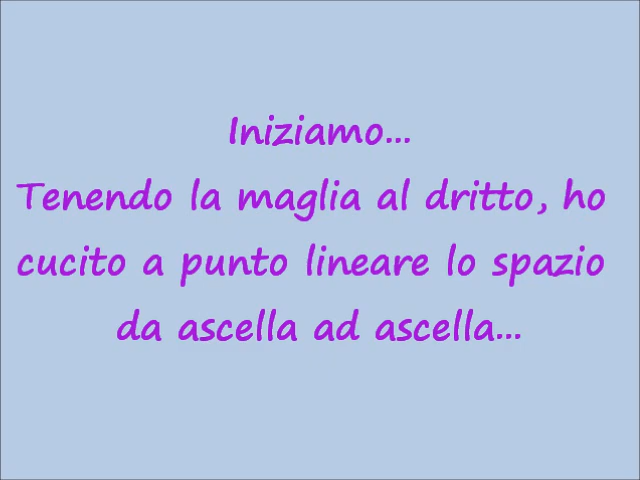 Iniziamo...
Tenendo la maglia al dritto, ho
cucito a punto lineare lo spazio
da ascella ad ascella...